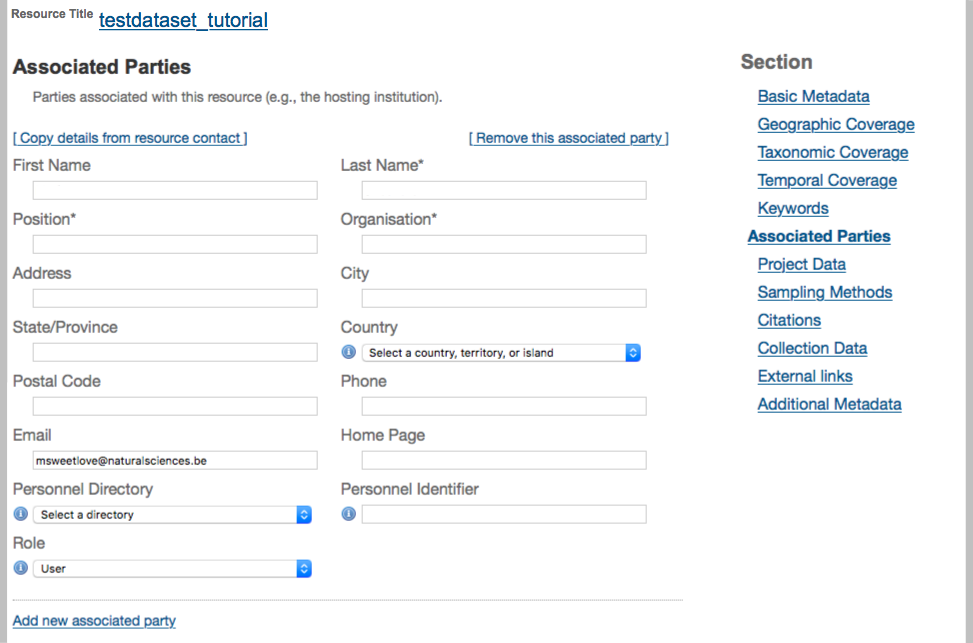 Resource Title testdataset_tutorial
Associated Parties
Parties associated with this resource (e.g., the hosting institution).
[ Copy details from resource contact ] [ Remove this associated party ]
First Name Last Name*
Position* Organisation*
Address City
State/Province Country
Select a country, territory, or island
Postal Code Phone
Email Home Page
msweetlove@naturalsciences.be
Personnel Directory Personnel Identifier
Select a directory
Role
User
Add new associated party
Section
Basic Metadata
Geographic Coverage
Taxonomic Coverage
Temporal Coverage
Keywords
Associated Parties
Project Data
Sampling Methods
Citations
Collection Data
External links
Additional Metadata